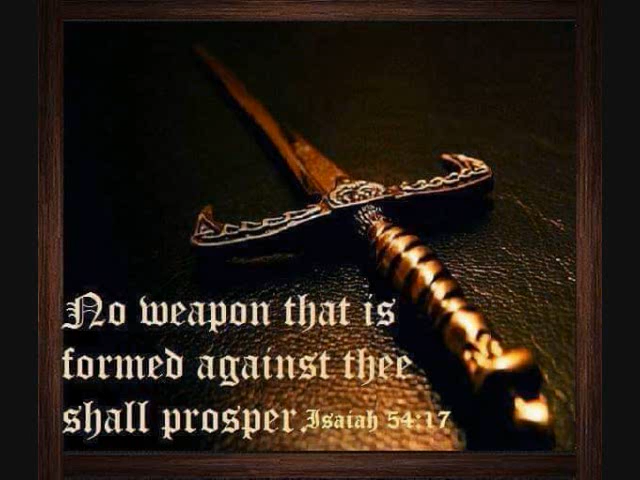 No weapon that is
formed against thee
shall prosper. Isaiah 54:17